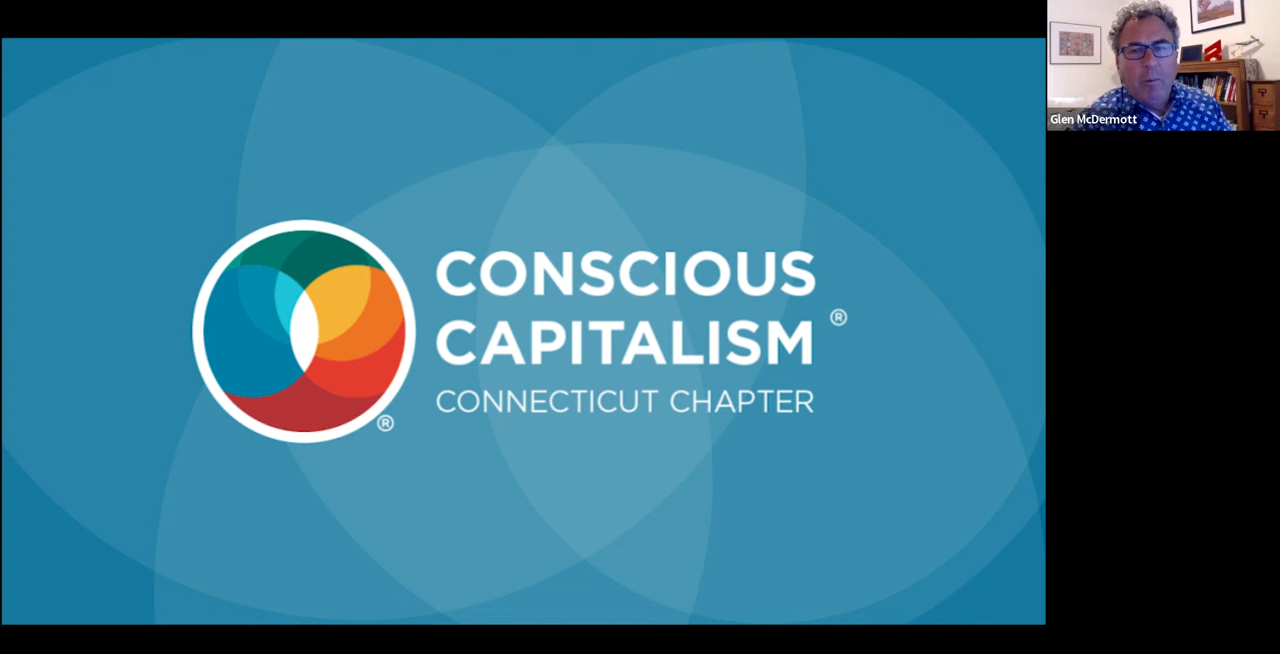 CONSCIOUS
CAPITALISM ®
CONNECTICUT CHAPTER
®
Glen McDermott